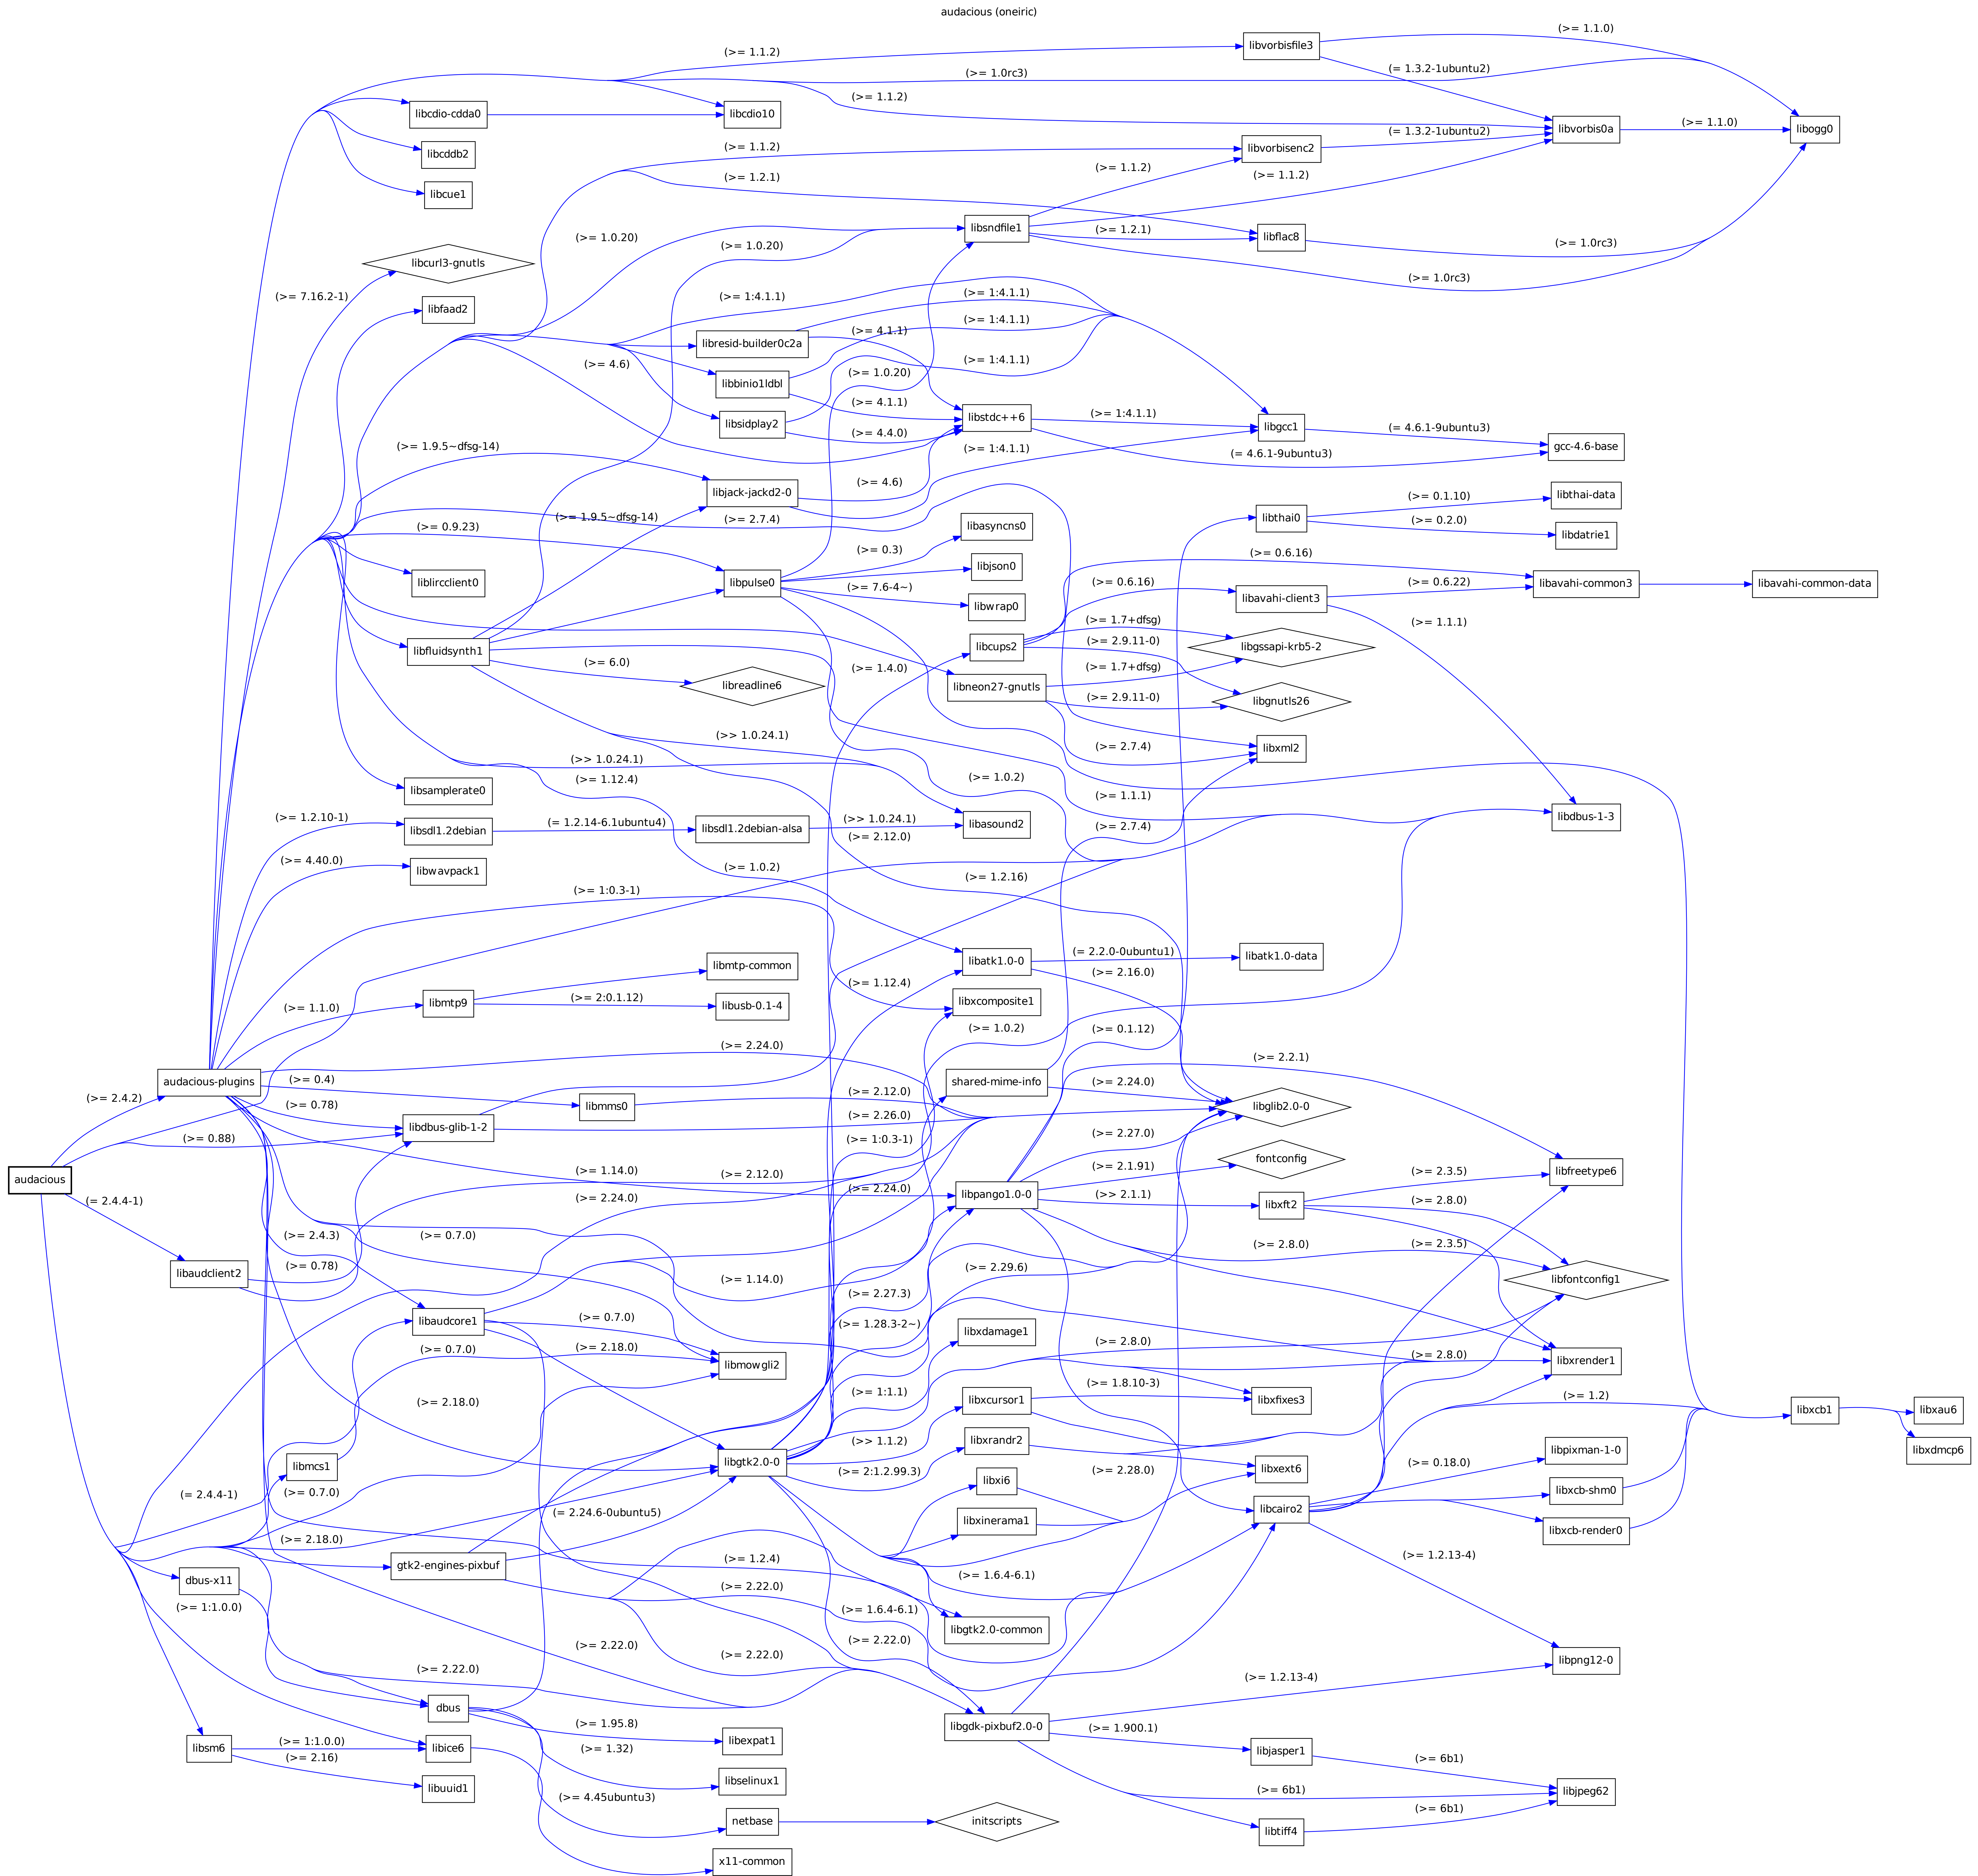 audacious (oneiric)
(>= 1.1.0)
libvorbisfile3
(>= 1.1.2)
(= 1.3.2-1ubuntu2)
(>= 1.0rc3)
(>= 1.1.2)
libcdio-cdda0
libcdio10
libvorbis0a
(>= 1.1.0)
libogg0
(= 1.3.2-1ubuntu2)
libcddb2
(>= 1.1.2)
libvorbisenc2
(>= 1.1.2)
(>= 1.2.1)
(>= 1.1.2)
libcue1
libsndfile1
(>= 1.2.1)
libflac8
(>= 1.0.20)
(>= 1.0.20)
(>= 1.0rc3)
libcurl3-gnutls
(>= 1.0rc3)
(>= 7.16.2-1)
(>= 1:4.1.1)
(>= 1:4.1.1)
libfaad2
(>= 1:4.1.1)
(>= 4.1.1)
libresid-builder0c2a
(>= 4.6)
(>= 1:4.1.1)
(>= 1.0.20)
libbinio1ldbl
(>= 4.1.1)
libstdc++6
(>= 1:4.1.1)
libsidplay2
(>= 4.4.0)
libgcc1
(= 4.6.1-9ubuntu3)
gcc-4.6-base
(>= 1.9.5~dfsg-14)
(>= 1:4.1.1)
(= 4.6.1-9ubuntu3)
(>= 4.6)
libjack-jackd2-0
libthai-data
(>= 0.1.10)
(>= 1.9.5~dfsg-14)
(>= 2.7.4)
libthai0
(>= 0.2.0)
libdatrie1
(>= 0.9.23)
libasyncns0
(>= 0.3)
(>= 0.6.16)
libjson0
liblircclient0
libpulse0
(>= 7.6-4~)
libwrap0
(>= 0.6.16)
(>= 0.6.22)
libavahi-common3
libavahi-common-data
libavahi-client3
(>= 1.7+dfsg)
(>= 1.1.1)
libfluidsynth1
libcups2
(>= 2.9.11-0)
libgssapi-krb5-2
(>= 6.0)
(>= 1.4.0)
(>= 1.7+dfsg)
libreadline6
libneon27-gnutls
(>= 2.9.11-0)
libgnutls26
(>> 1.0.24.1)
(>= 2.7.4)
libxml2
(>> 1.0.24.1)
(>= 1.12.4)
(>= 1.0.2)
libsamplerate0
(>= 1.1.1)
(>= 1.2.10-1)
libsdl1.2debian
(= 1.2.14-6.1ubuntu4)
libsdl1.2debian-alsa
(>> 1.0.24.1)
libasound2
(>= 2.7.4)
libdbus-1-3
(>= 2.12.0)
(>= 4.40.0)
libwavpack1
(>= 1.0.2)
(>= 1.2.16)
(>= 1:0.3-1)
libatk1.0-0
(= 2.2.0-0ubuntu1)
libatk1.0-data
libmtp-common
(>= 2.16.0)
(>= 1.12.4)
(>= 1.1.0)
libmtp9
(>= 2:0.1.12)
libusb-0.1-4
libxcomposite1
(>= 1.0.2)
(>= 0.1.12)
(>= 2.24.0)
(>= 2.2.1)
audacious-plugins
(>= 0.4)
shared-mime-info
(>= 2.24.0)
(>= 2.4.2)
(>= 0.78)
libmms0
(>= 2.12.0)
libglib2.0-0
(>= 2.26.0)
libdbus-glib-1-2
(>= 0.88)
(>= 1:0.3-1)
(>= 2.27.0)
fontconfig
(>= 2.1.91)
(>= 1.14.0)
(>= 2.12.0)
(>= 2.3.5)
libfreetype6
audacious
(= 2.4.4-1)
(>= 2.24.0)
(>= 2.24.0)
libpango1.0-0
(>> 2.1.1)
libxft2
(>= 2.8.0)
(>= 2.4.3)
(>= 0.7.0)
(>= 2.8.0)
(>= 2.3.5)
libaudclient2
(>= 0.78)
(>= 1.14.0)
(>= 2.29.6)
libfontconfig1
(>= 2.27.3)
libaudcore1
(>= 0.7.0)
(>= 1.28.3-2~)
libxdamage1
(>= 0.7.0)
(>= 2.18.0)
(>= 2.8.0)
(>= 2.8.0)
libmowgli2
libxrender1
(>= 1:1.1)
(>= 1.8.10-3)
(>= 2.18.0)
libxcursor1
libxfixes3
(>= 1.2)
libxcb1
libxau6
(>> 1.1.2)
libxrandr2
libpixman-1-0
libxdmcp6
libmcs1
libgtk2.0-0
(>= 2:1.2.99.3)
(>= 2.28.0)
libxext6
(>= 0.18.0)
(= 2.4.4-1)
(>= 0.7.0)
libxi6
libxcb-shm0
(= 2.24.6-0ubuntu5)
libxinerama1
libcairo2
libxcb-render0
(>= 2.18.0)
gtk2-engines-pixbuf
(>= 1.2.4)
(>= 1.6.4-6.1)
(>= 1.2.13-4)
dbus-x11
(>= 2.22.0)
(>= 1:1.0.0)
(>= 1.6.4-6.1)
libgtk2.0-common
(>= 2.22.0)
(>= 2.22.0)
(>= 2.22.0)
(>= 2.22.0)
libpng12-0
(>= 1.2.13-4)
dbus
(>= 1.95.8)
libgdk-pixbuf2.0-0
(>= 1.900.1)
libsm6
(>= 1:1.0.0)
libice6
(>= 1.32)
libexpat1
libjasper1
(>= 6b1)
(>= 2.16)
libuuid1
libselinux1
(>= 6b1)
libjpeg62
(>= 4.45ubuntu3)
netbase
initscripts
libtiff4
(>= 6b1)
x11-common